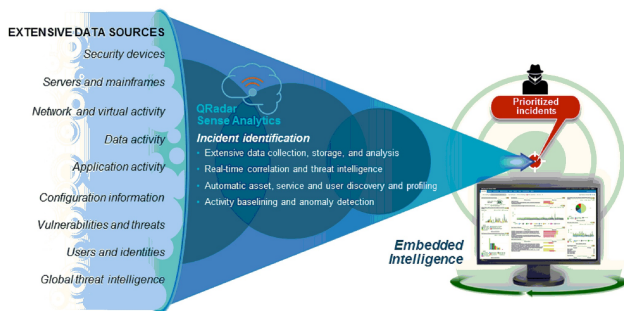 EXTENSIVE DATA SOURCES
Security devices
Servers and mainframes
Network and virtual activity
Data activity
Application activity
Configuration information
Vulnerabilities and threats
Users and identities
Global threat intelligence
QRadar
Sense Analytics
Incident identification
• Extensive data collection, storage, and analysis
• Real-time correlation and threat intelligence
• Automatic asset, service and user discovery and profiling
• Activity baselining and anomaly detection
Prioritized
Incidents
Embedded
Intelligence